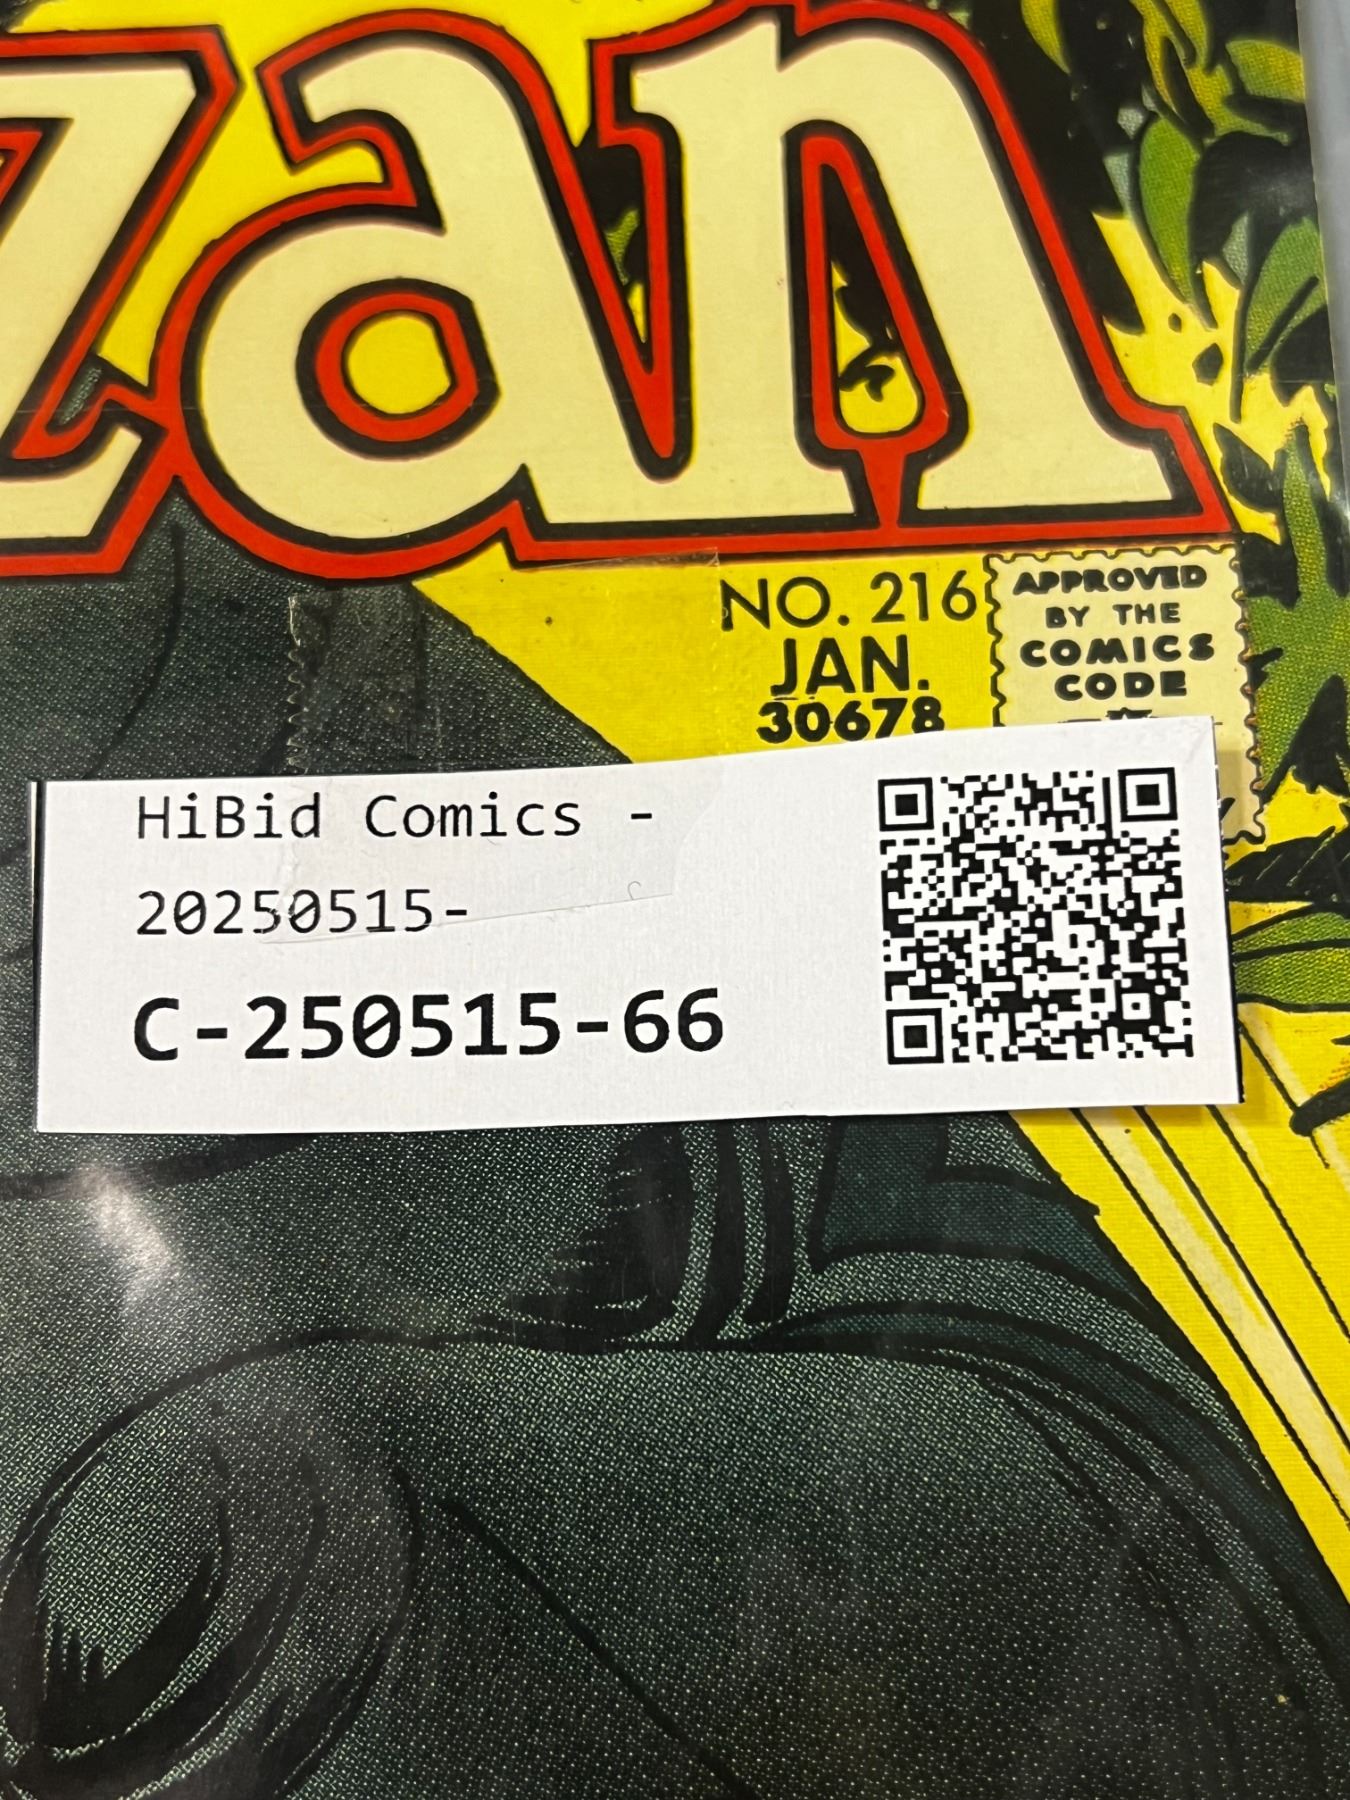 zan
NO. 216
JAN.
30678
APPROVED
BY THE
COMICS
CODE
HiBid Comics -
20250515-
C-250515-66